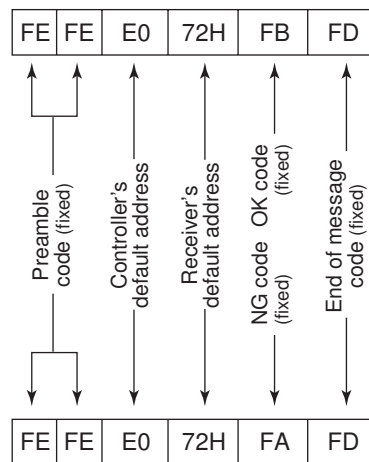 FE FE E0 72H FB FD
Preamble
code (fixed)
Controller's
default address
Receiver's
default address
OK code
(fixed)
NG code
(fixed)
End of message
code (fixed)
FE FE E0 72H FA FD